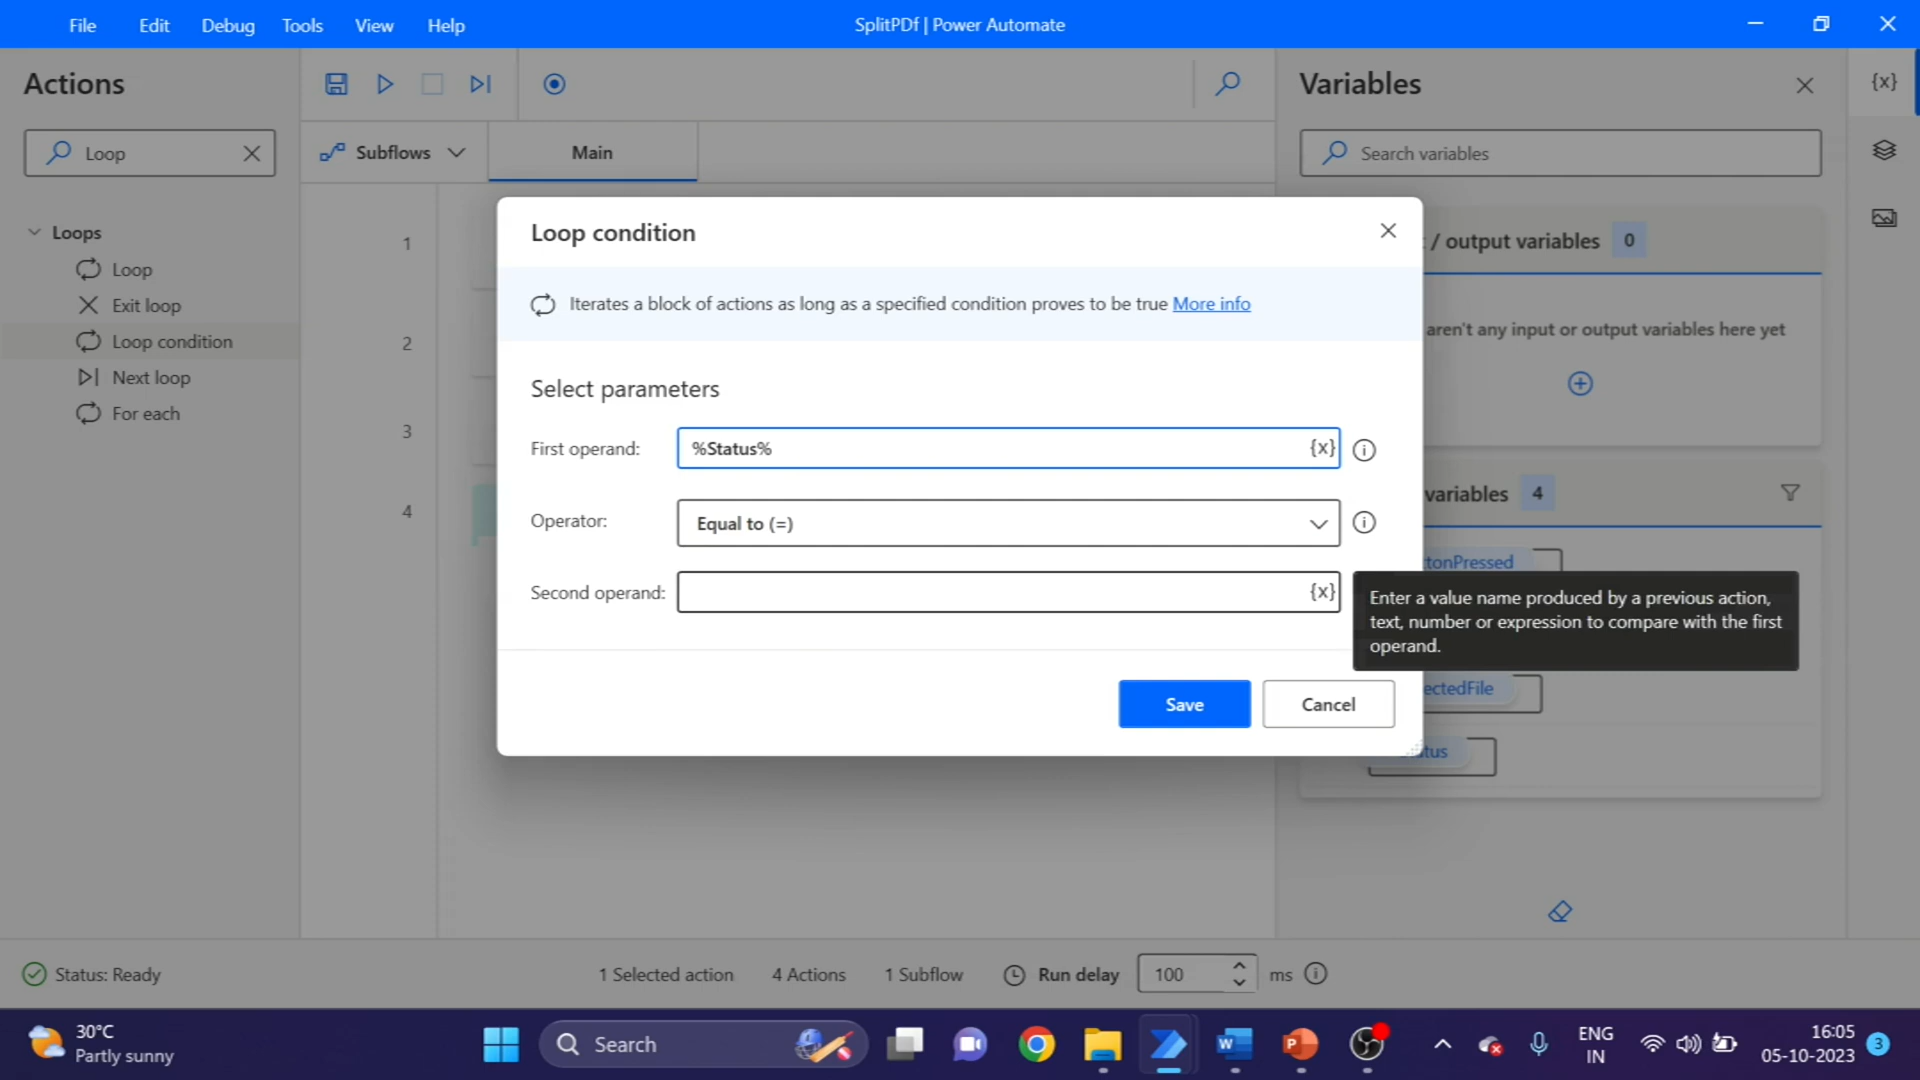 File
Edit
Debug
Tools
View
Help
SplitPDf | Power Automate
Actions
Loop
Loops
Loop
Exit loop
Loop condition
Next loop
For each
Subflows
Main
1
2
3
4
Loop condition
Iterates a block of actions as long as a specified condition proves to be true More info
Select parameters
First operand:
%Status%
{x}
Operator:
Equal to (=)
Second operand:
{x}
Enter a value name produced by a previous action,
text, number or expression to compare with the first
operand.
Save
Cancel
Variables
{x}
Search variables
/ output variables 0
aren't any input or output variables here yet
variables 4
tonPressed
ectedFile
tus
Status: Ready
1 Selected action
4 Actions
1 Subflow
Run delay
100
ms
30°C
Partly sunny
Search
ENG
IN
16:05
05-10-2023
3